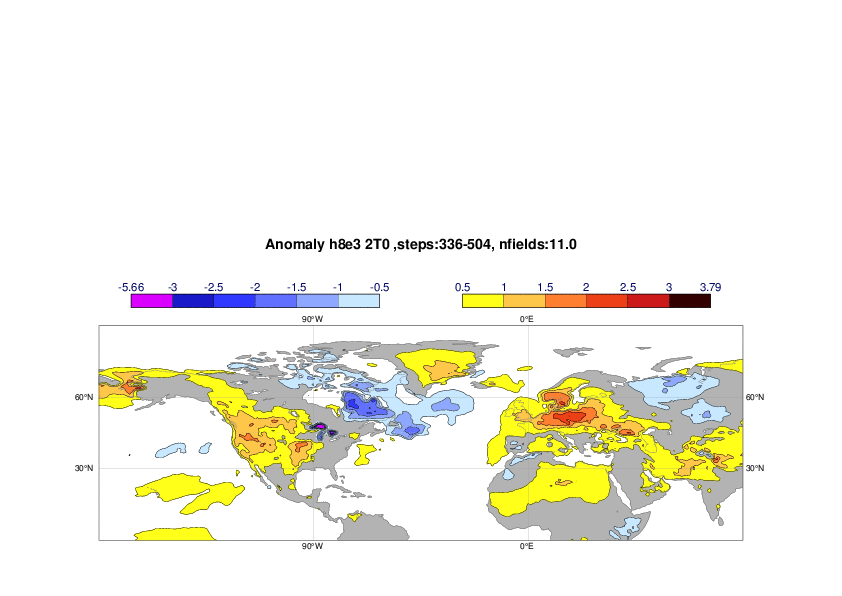 Anomaly h8e3 2T0 ,steps:336-504, nfields:11.0
-5.66 -3 -2.5 -2 -1.5 -1 -0.5 0.5 1 1.5 2 2.5 3 3.79
90°W 0°E
60°N 60°N
30°N 30°N
90°W 0°E